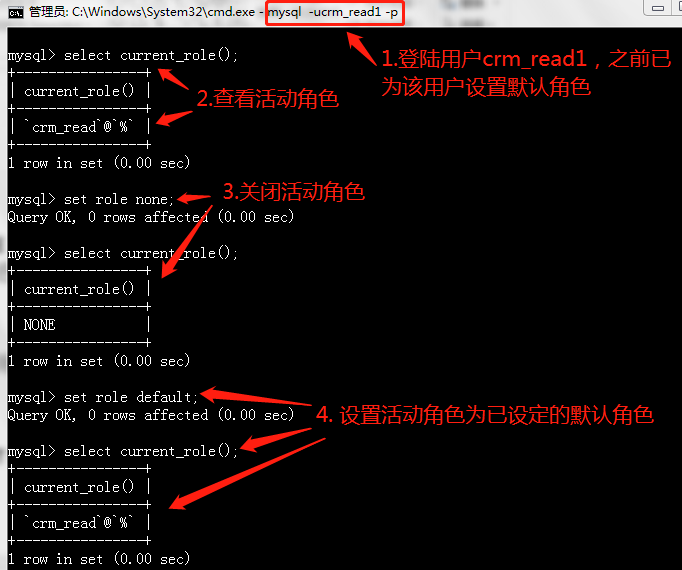 管理员: C:\Windows\System32\cmd.exe - mysql  -ucrm_read1 -p
1.登陆用户crm_read1，之前已
为该用户设置默认角色
mysql> select current_role();
+----------------+
| current_role() |
+----------------+
| `crm_read`@`%` |
+----------------+
1 row in set (0.00 sec)
2.查看活动角色
mysql> set role none;
Query OK, 0 rows affected (0.00 sec)
3.关闭活动角色
mysql> select current_role();
+----------------+
| current_role() |
+----------------+
| NONE           |
+----------------+
1 row in set (0.00 sec)
mysql> set role default;
Query OK, 0 rows affected (0.00 sec)
4. 设置活动角色为已设定的默认角色
mysql> select current_role();
+----------------+
| current_role() |
+----------------+
| `crm_read`@`%` |
+----------------+
1 row in set (0.00 sec)